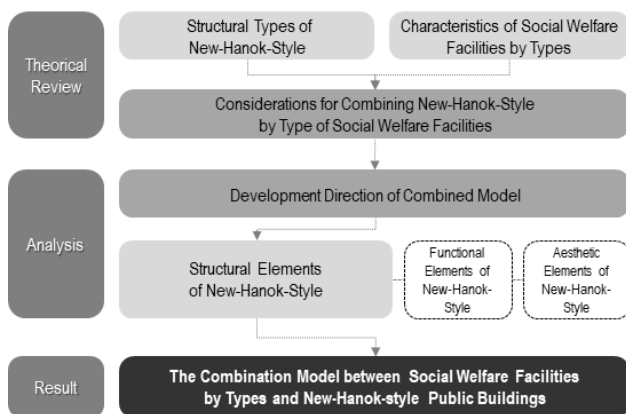 Theorical
Review
Structural Types of
New-Hanok-Style
Characteristics of Social Welfare
Facilities by Types
Considerations for Combining New-Hanok-Style
by Type of Social Welfare Facilities
Analysis
Development Direction of Combined Model
Structural Elements
of New-Hanok-Style
Functional
Elements of
New-Hanok-
Style
Aesthetic
Elements of
New-Hanok-
Style
Result
The Combination Model between Social Welfare Facilities
by Types and New-Hanok-style Public Buildings